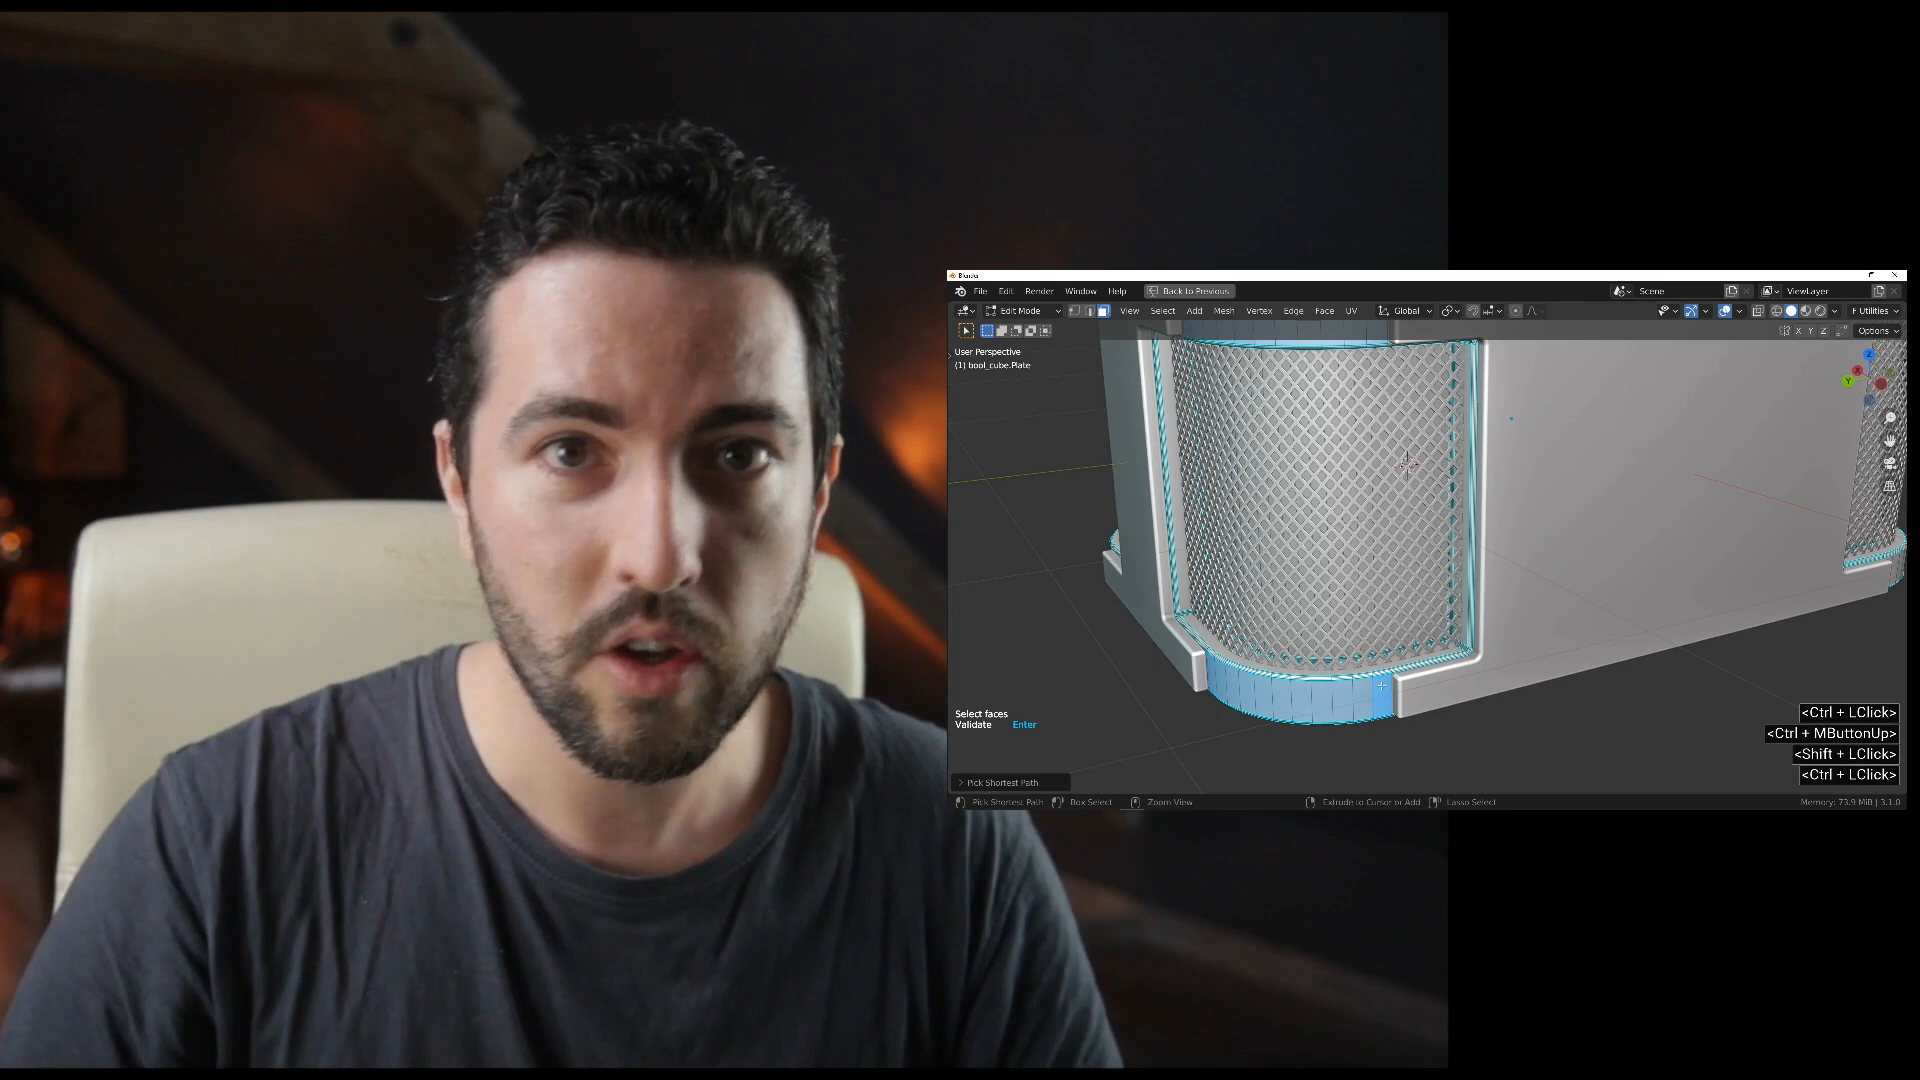 Blender
File Edit Render Window Help Back to Previous Scene ViewLayer
Edit Mode View Select Add Mesh Vertex Edge Face UV Global F Utilities
X Y Z Options
User Perspective
(1) bool_cube.Plate
Z
X
Y
Select faces
Validate Enter
<Ctrl + LClick>
<Ctrl + MButtonUp>
<Shift + LClick>
<Ctrl + LClick>
Pick Shortest Path
Pick Shortest Path Box Select Zoom View Extrude to Cursor or Add Lasso Select Memory: 73.9 MiB | 3.1.0